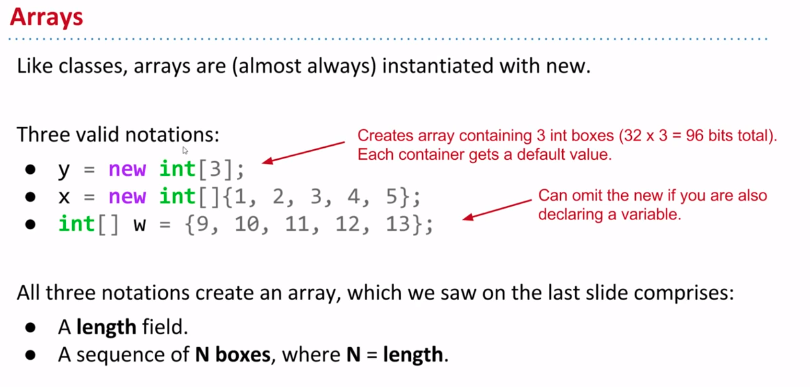 Arrays
Like classes, arrays are (almost always) instantiated with new.
Three valid notations:
● y = new int[3];
● x = new int[]{1, 2, 3, 4, 5};
● int[] w = {9, 10, 11, 12, 13};
Creates array containing 3 int boxes (32 x 3 = 96 bits total).
Each container gets a default value.
Can omit the new if you are also
declaring a variable.
All three notations create an array, which we saw on the last slide comprises:
● A length field.
● A sequence of N boxes, where N = length.